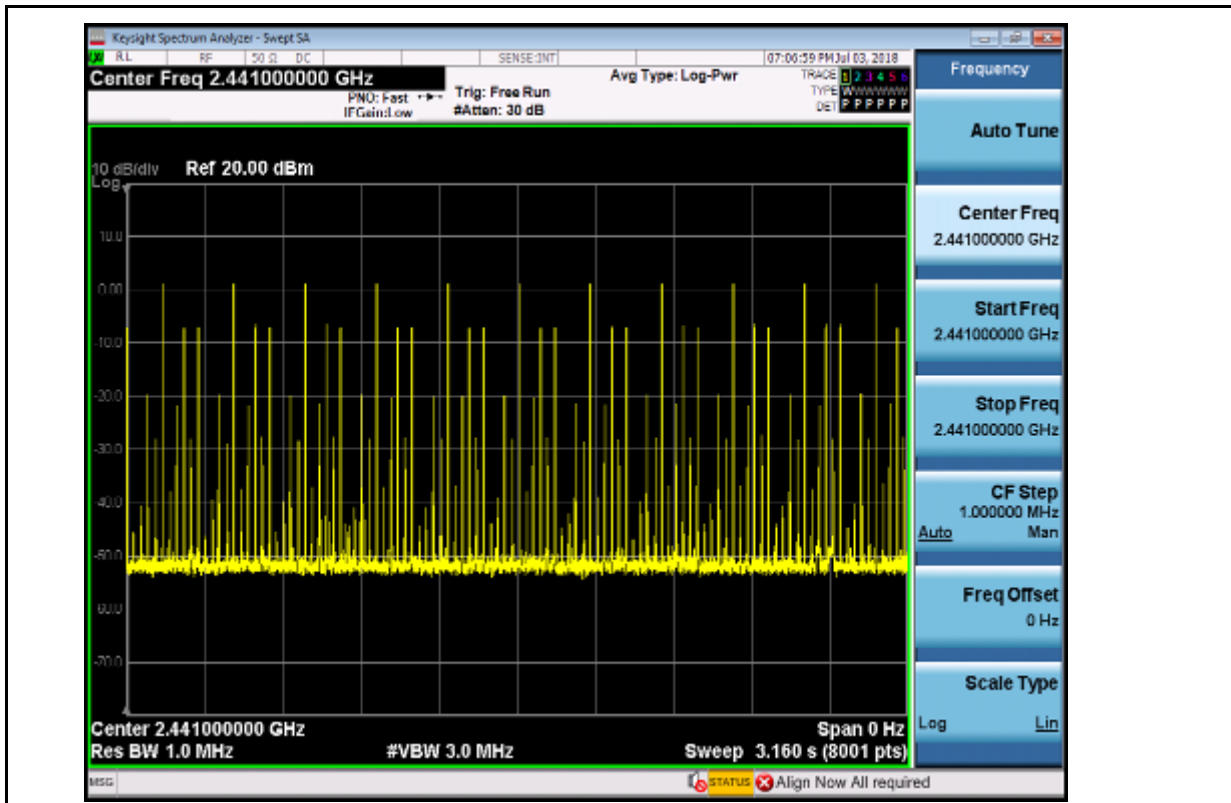 Keysight Spectrum Analyzer - Swept SA
RL RF 50 Ω DC SENSE:INT 07:06:59 PM Jul 03, 2018
Center Freq 2.441000000 GHz Avg Type: Log-Pwr TRACE 1 2 3 4 5 6
PNO: Fast Trig: Free Run TYPE WWWWWW
IFGain:Low #Atten: 30 dB DET P P P P P P
Frequency
Auto Tune
10 dB/div Ref 20.00 dBm
Log
10.0
0.00
-10.0
-20.0
-30.0
-40.0
-50.0
-60.0
-70.0
Center 2.441000000 GHz Span 0 Hz
Res BW 1.0 MHz #VBW 3.0 MHz Sweep 3.160 s (8001 pts)
Center Freq
2.441000000 GHz
Start Freq
2.441000000 GHz
Stop Freq
2.441000000 GHz
CF Step
1.000000 MHz
Auto Man
Freq Offset
0 Hz
Scale Type
Log Lin
MSG STATUS Align Now All required